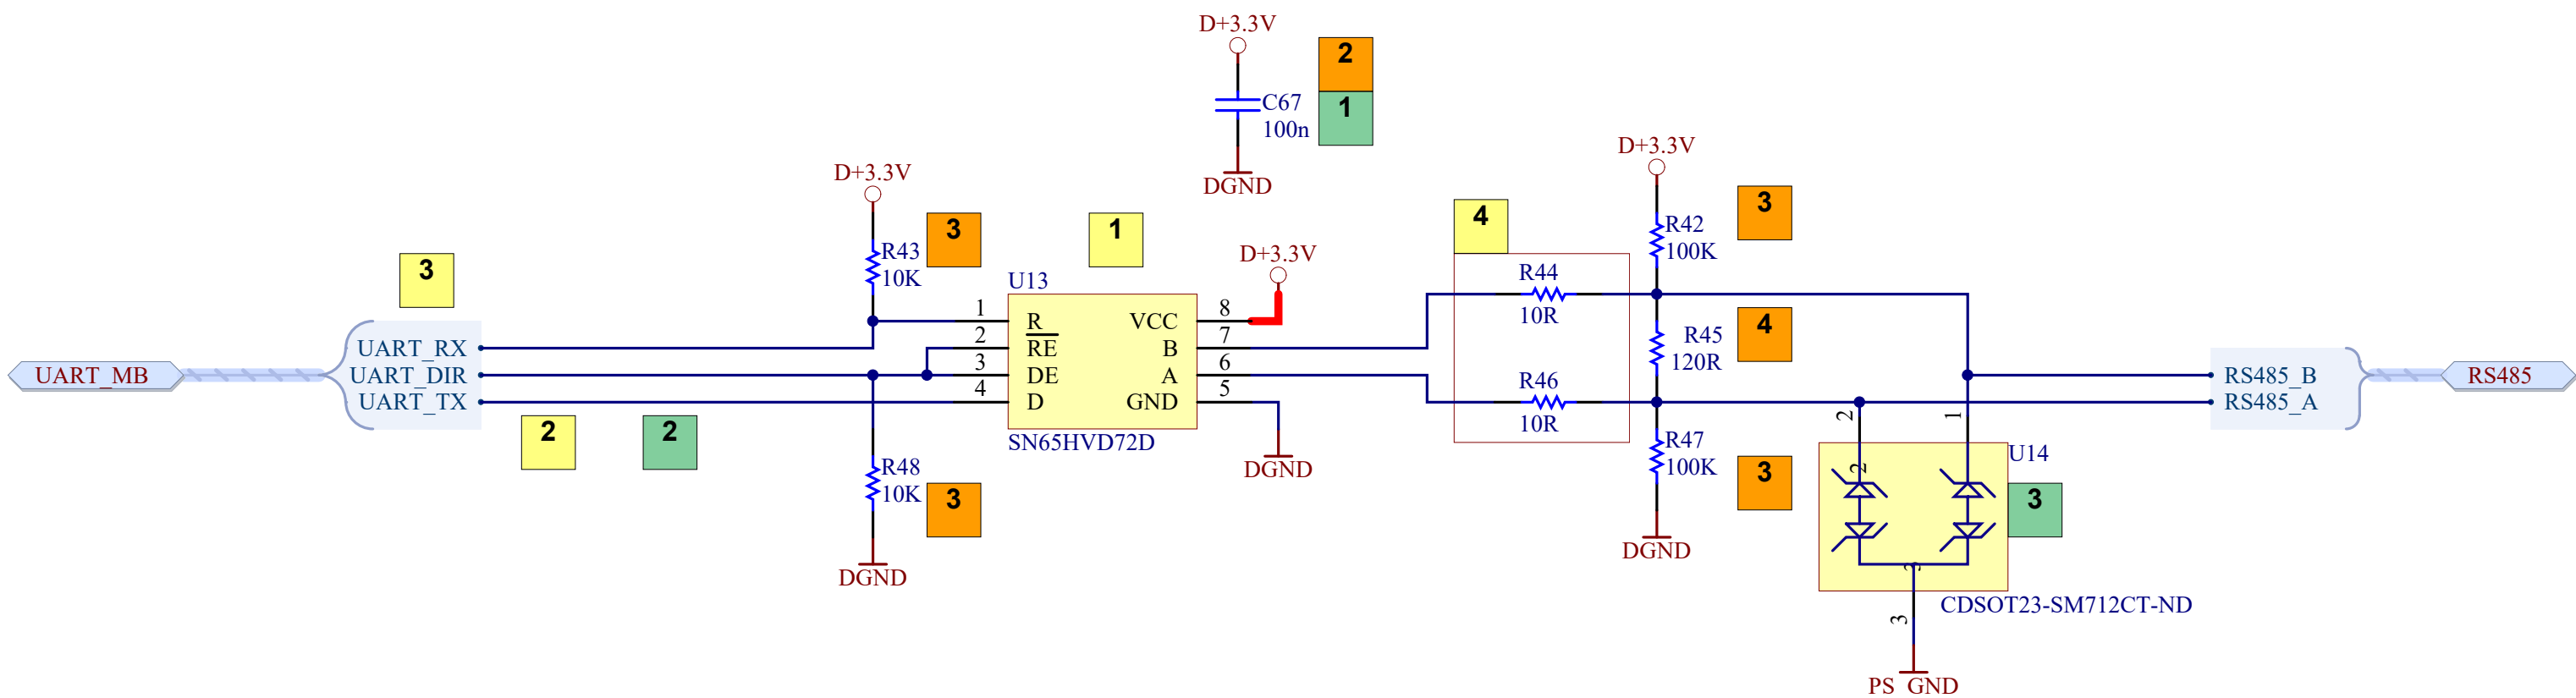 D+3.3V
2
C67
1
100n
DGND
D+3.3V
D+3.3V
3
R43
10K
3
1
4
R42
100K
3
D+3.3V
U13
R44
10R
4
R45
120R
UART_MB
UART_RX
UART_DIR
UART_TX
1
2
3
4
R
RE
DE
D
VCC
B
A
GND
8
7
6
5
SN65HVD72D
R46
10R
RS485_B
RS485_A
RS485
2
2
R48
10K
3
DGND
DGND
R47
100K
3
DGND
2
1
U14
2
3
3
CDSOT23-SM712CT-ND
3
PS_GND